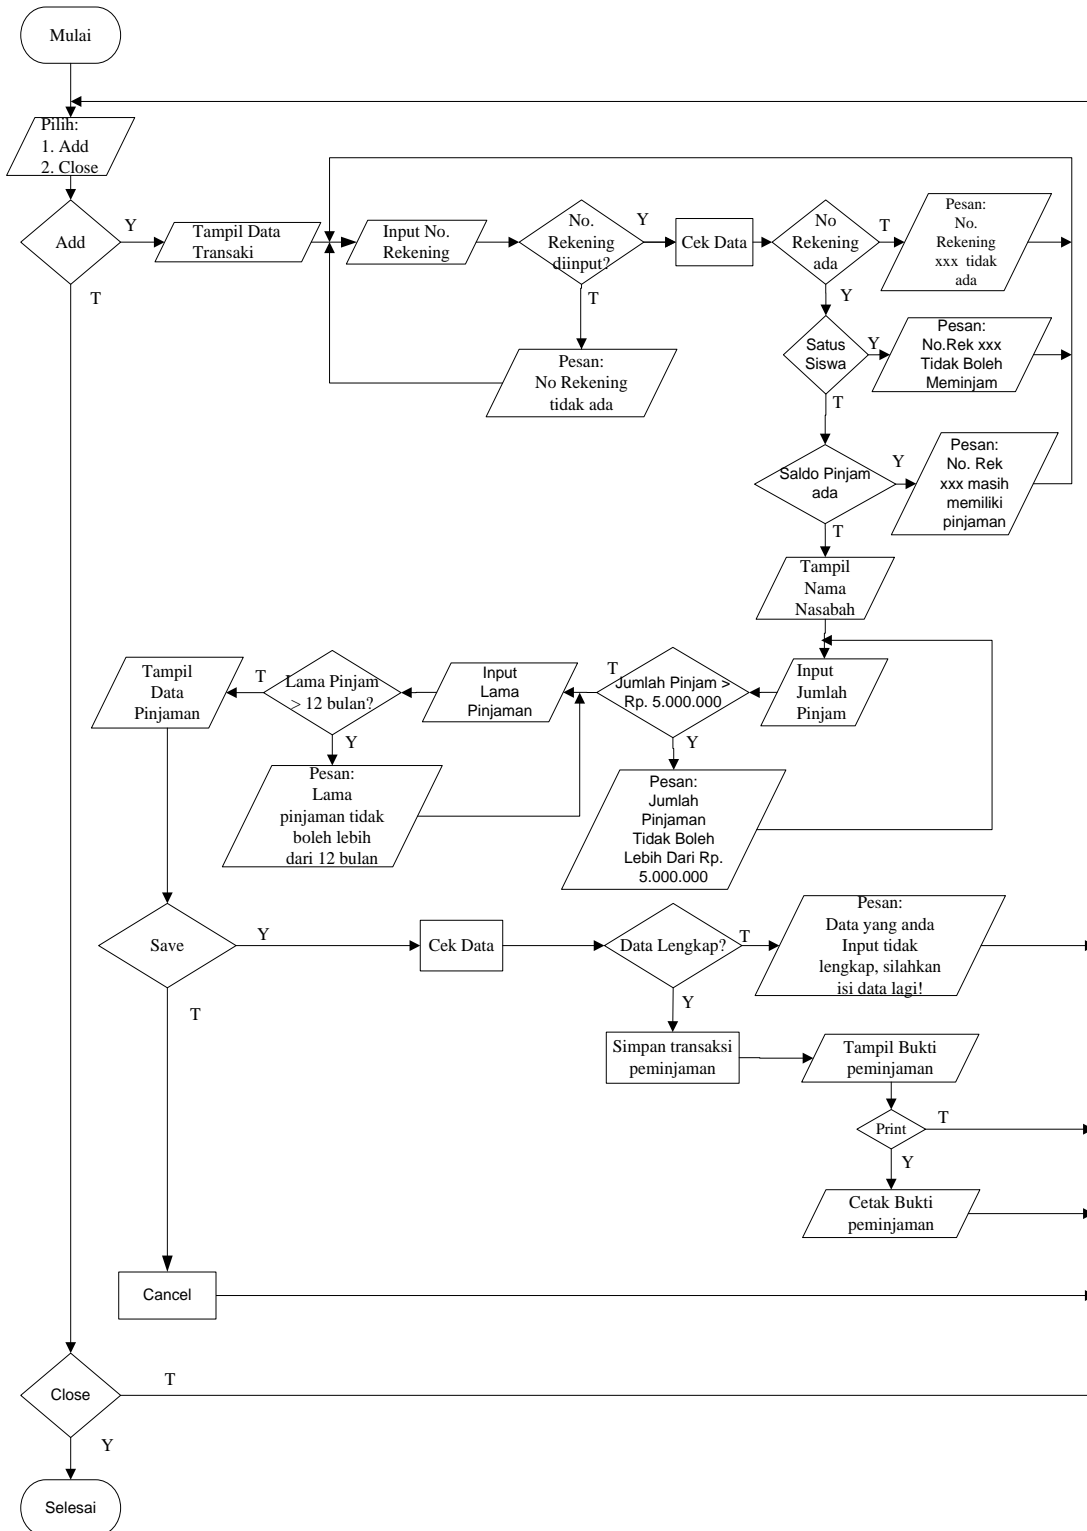 Mulai
Pilih:
1. Add
2. Close
Add
Y
T
Tampil Data
Transaki
Input No.
Rekening
No.
Rekening
diinput?
Y
T
Pesan:
No Rekening
tidak ada
Cek Data
No
Rekening
ada
T
Y
Pesan:
No.
Rekening
xxx tidak
ada
Satus
Siswa
Y
T
Pesan:
No.Rek xxx
Tidak Boleh
Meminjam
Saldo Pinjam
ada
Y
T
Pesan:
No. Rek
xxx masih
memiliki
pinjaman
Tampil
Nama
Nasabah
Input
Jumlah
Pinjam
Jumlah Pinjam >
Rp. 5.000.000
T
Y
Pesan:
Jumlah
Pinjaman
Tidak Boleh
Lebih Dari Rp.
5.000.000
Input
Lama
Pinjaman
Lama Pinjam
> 12 bulan?
T
Y
Pesan:
Lama
pinjaman tidak
boleh lebih
dari 12 bulan
Tampil
Data
Pinjaman
Save
Y
T
Cek Data
Data Lengkap?
T
Y
Pesan:
Data yang anda
Input tidak
lengkap, silahkan
isi data lagi!
Simpan transaksi
peminjaman
Tampil Bukti
peminjaman
Print
T
Y
Cetak Bukti
peminjaman
Cancel
Close
T
Y
Selesai